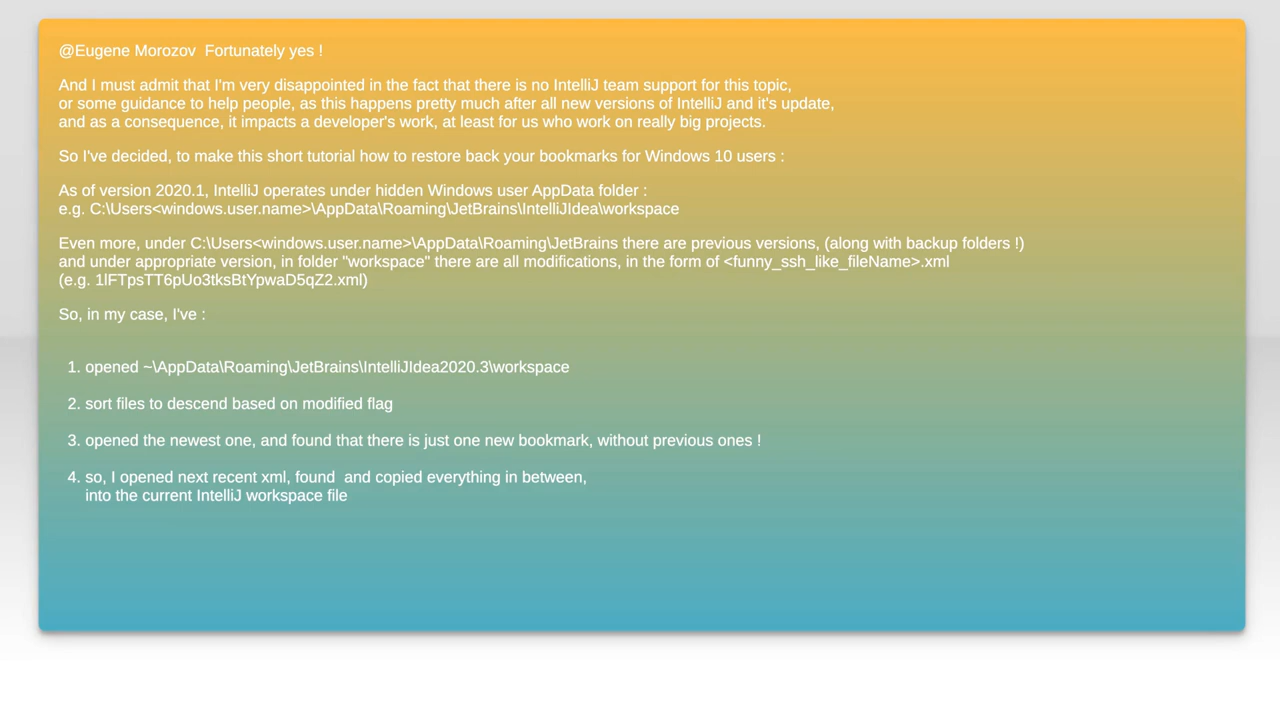 @Eugene Morozov  Fortunately yes !
And I must admit that I'm very disappointed in the fact that there is no IntelliJ team support for this topic,
or some guidance to help people, as this happens pretty much after all new versions of IntelliJ and it's update,
and as a consequence, it impacts a developer's work, at least for us who work on really big projects.
So I've decided, to make this short tutorial how to restore back your bookmarks for Windows 10 users :
As of version 2020.1, IntelliJ operates under hidden Windows user AppData folder :
e.g. C:\Users<windows.user.name>\AppData\Roaming\JetBrains\IntelliJIdea\workspace
Even more, under C:\Users<windows.user.name>\AppData\Roaming\JetBrains there are previous versions, (along with backup folders !)
and under appropriate version, in folder "workspace" there are all modifications, in the form of <funny_ssh_like_fileName>.xml
(e.g. 1lFTpsTT6pUo3tksBtYpwaD5qZ2.xml)
So, in my case, I've :
1. opened ~\AppData\Roaming\JetBrains\IntelliJIdea2020.3\workspace
2. sort files to descend based on modified flag
3. opened the newest one, and found that there is just one new bookmark, without previous ones !
4. so, I opened next recent xml, found  and copied everything in between,
into the current IntelliJ workspace file